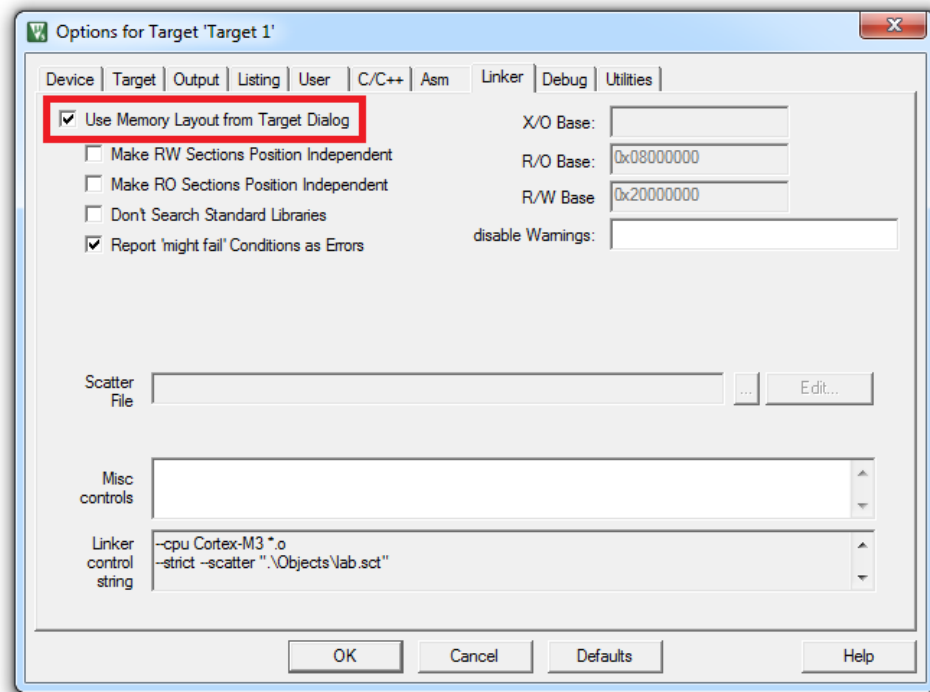 Options for Target 'Target 1'
Device Target Output Listing User C/C++ Asm Linker Debug Utilities
Use Memory Layout from Target Dialog
Make RW Sections Position Independent
Make RO Sections Position Independent
Don't Search Standard Libraries
Report 'might fail' Conditions as Errors
X/O Base:
R/O Base: 0x08000000
R/W Base 0x20000000
disable Warnings:
Scatter
File
... Edit...
Misc
controls
Linker
control
string
--cpu Cortex-M3 *.o
--strict --scatter ".\Objects\lab.sct"
OK Cancel Defaults Help